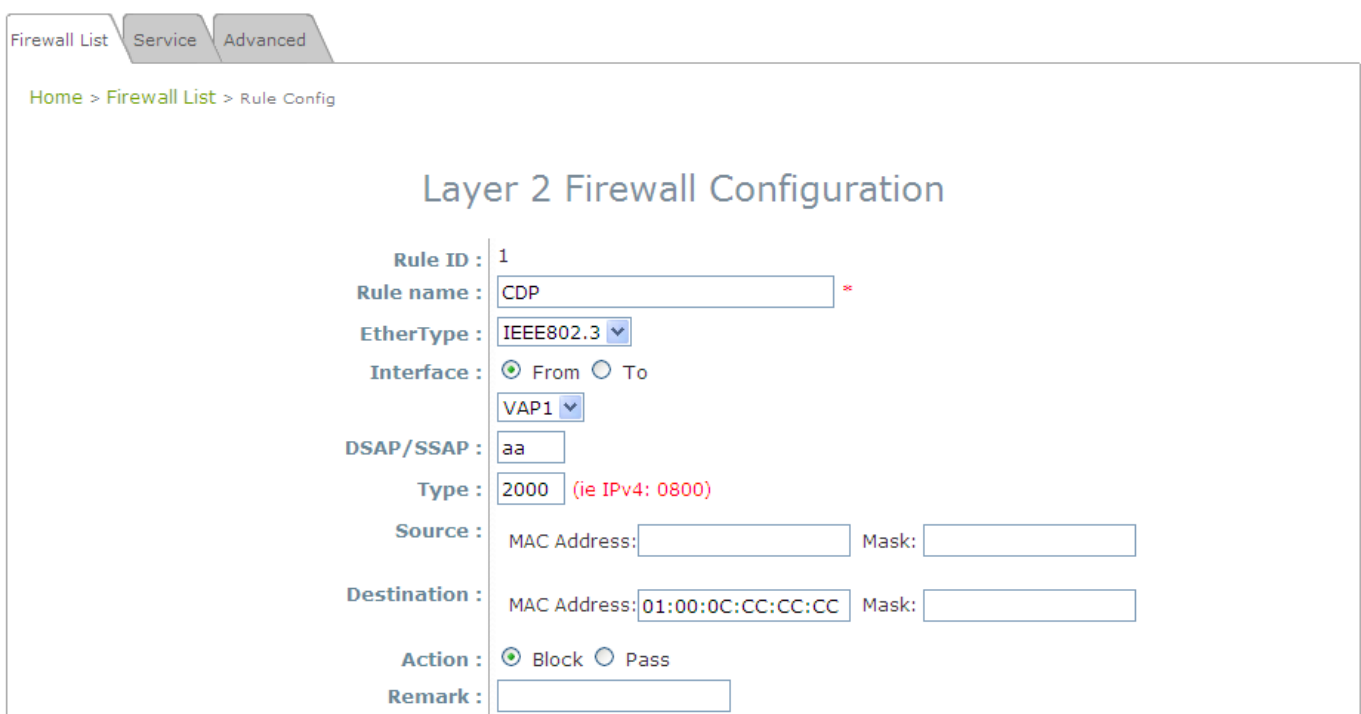 Firewall List Service Advanced
Home > Firewall List > Rule Config
Layer 2 Firewall Configuration
Rule ID : 1
Rule name : CDP *
EtherType : IEEE802.3
Interface : From To
VAP1
DSAP/SSAP : aa
Type : 2000 (ie IPv4: 0800)
Source : MAC Address: Mask:
Destination : MAC Address: 01:00:0C:CC:CC:CC Mask:
Action : Block Pass
Remark :